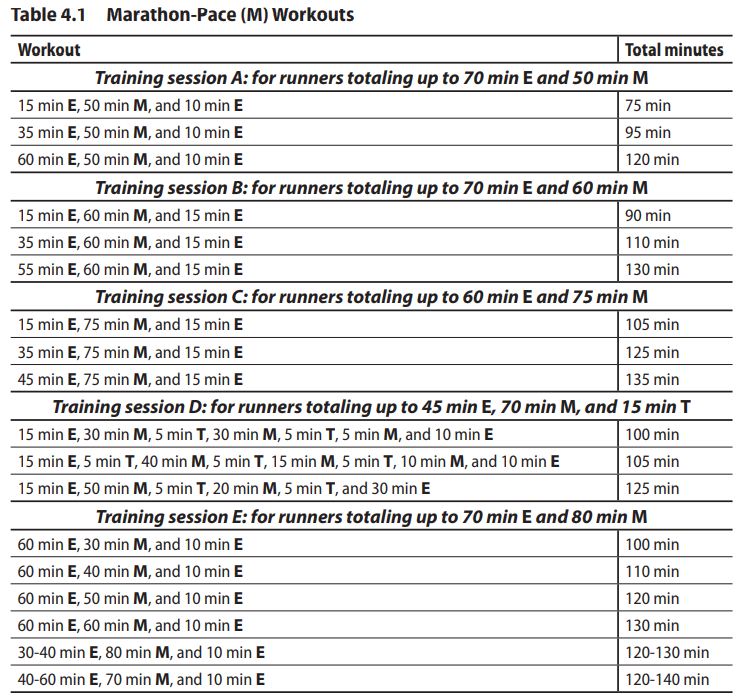 Table 4.1 Marathon-Pace (M) Workouts
Workout Total minutes
Training session A: for runners totaling up to 70 min E and 50 min M
15 min E, 50 min M, and 10 min E 75 min
35 min E, 50 min M, and 10 min E 95 min
60 min E, 50 min M, and 10 min E 120 min
Training session B: for runners totaling up to 70 min E and 60 min M
15 min E, 60 min M, and 15 min E 90 min
35 min E, 60 min M, and 15 min E 110 min
55 min E, 60 min M, and 15 min E 130 min
Training session C: for runners totaling up to 60 min E and 75 min M
15 min E, 75 min M, and 15 min E 105 min
35 min E, 75 min M, and 15 min E 125 min
45 min E, 75 min M, and 15 min E 135 min
Training session D: for runners totaling up to 45 min E, 70 min M, and 15 min T
15 min E, 30 min M, 5 min T, 30 min M, 5 min T, 5 min M, and 10 min E 100 min
15 min E, 5 min T, 40 min M, 5 min T, 15 min M, 5 min T, 10 min M, and 10 min E 105 min
15 min E, 50 min M, 5 min T, 20 min M, 5 min T, and 30 min E 125 min
Training session E: for runners totaling up to 70 min E and 80 min M
60 min E, 30 min M, and 10 min E 100 min
60 min E, 40 min M, and 10 min E 110 min
60 min E, 50 min M, and 10 min E 120 min
60 min E, 60 min M, and 10 min E 130 min
30-40 min E, 80 min M, and 10 min E 120-130 min
40-60 min E, 70 min M, and 10 min E 120-140 min